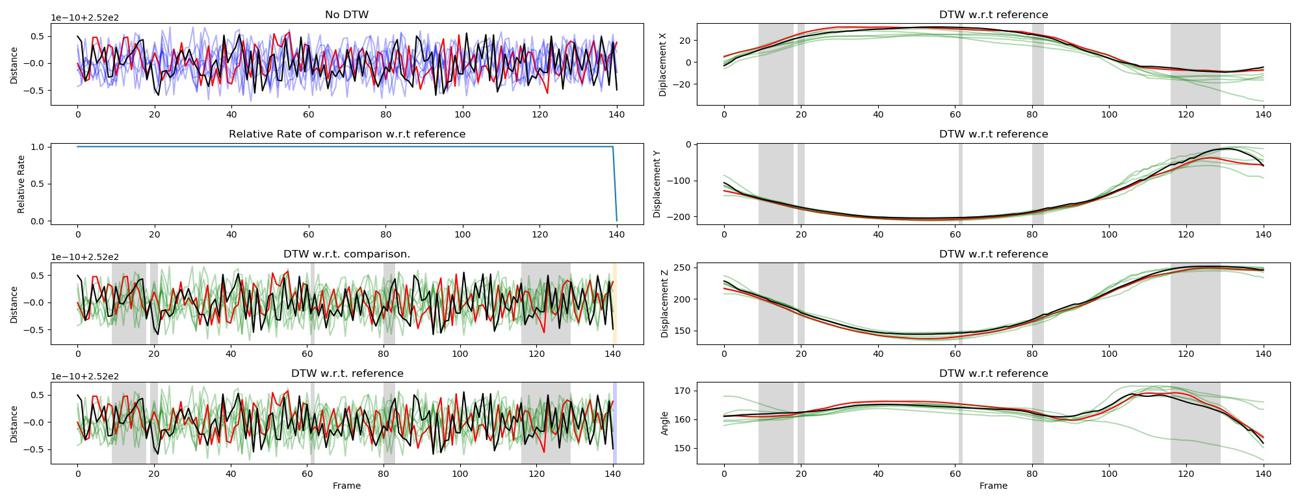 No DTW
1e−10+2.52e2
Distance
0.5
−0.0
−0.5
0 20 40 60 80 100 120 140
Relative Rate of comparison w.r.t reference
Relative Rate
1.0
0.5
0.0
0 20 40 60 80 100 120 140
DTW w.r.t. comparison.
1e−10+2.52e2
Distance
0.5
−0.0
−0.5
0 20 40 60 80 100 120 140
DTW w.r.t. reference
1e−10+2.52e2
Distance
0.5
−0.0
−0.5
0 20 40 60 80 100 120 140
Frame
DTW w.r.t reference
Diplacement X
20
0
−20
0 20 40 60 80 100 120 140
DTW w.r.t reference
Displacement Y
0
−100
−200
0 20 40 60 80 100 120 140
DTW w.r.t reference
Displacement Z
250
200
150
0 20 40 60 80 100 120 140
DTW w.r.t reference
Angle
170
160
150
0 20 40 60 80 100 120 140
Frame